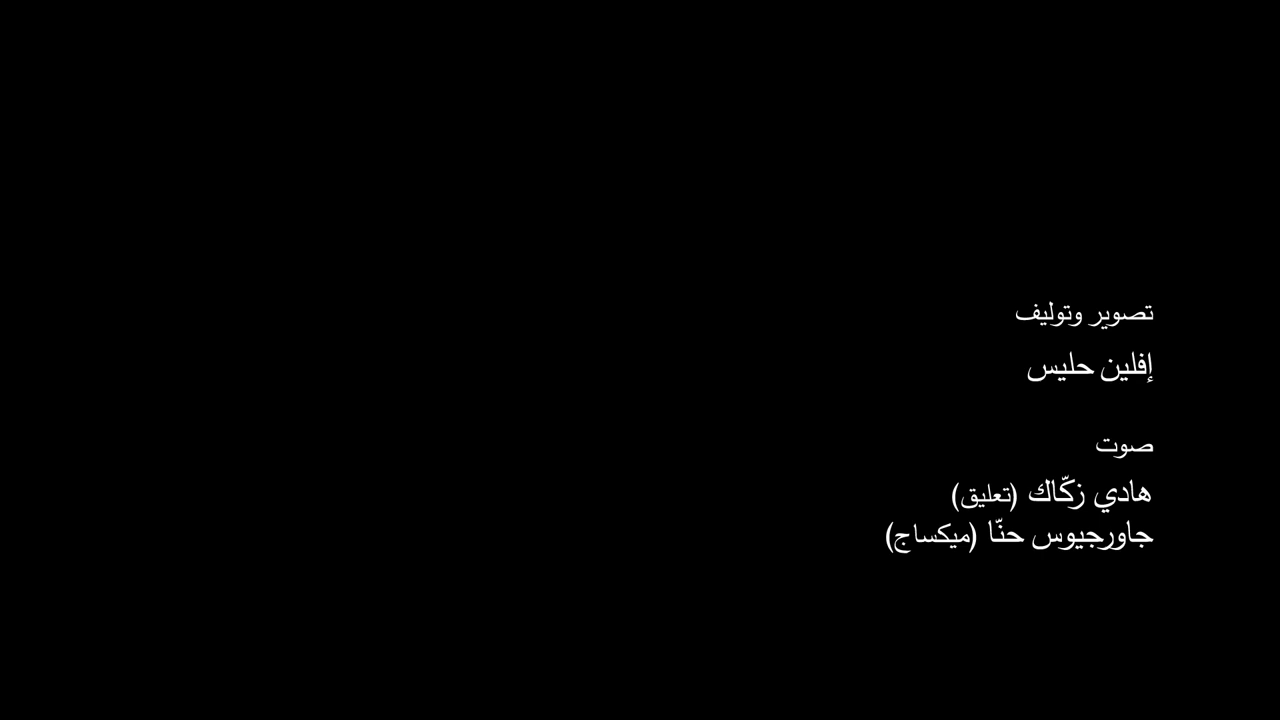 تصوير وتوليف
إفلين حليس
صوت
هادي زكّاك (تعليق)
جاورجيوس حنّا (ميكساج)